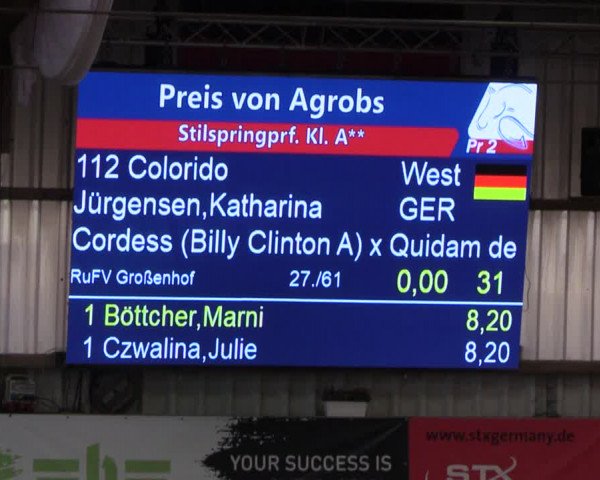 Preis von Agrobs
Stilspringprf. Kl. A**
Pr 2
112 Colorido West
Jürgensen,Katharina GER
Cordess (Billy Clinton A) x Quidam de
RuFV Großenhof 27./61 0,00 31
1 Böttcher,Marni 8,20
1 Czwalina,Julie 8,20
YOUR SUCCESS IS
www.stxgermany.de
STX